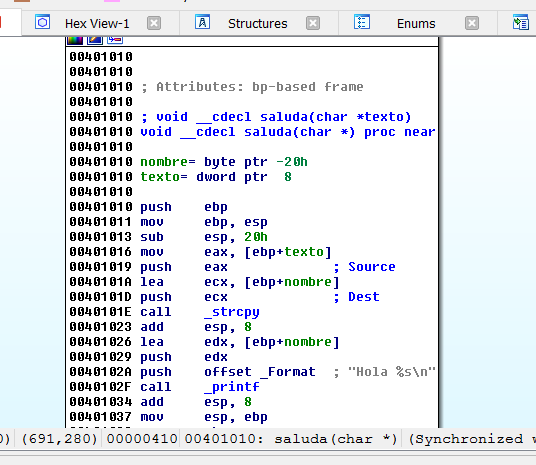 Hex View-1 Structures Enums
00401010
00401010
00401010 ; Attributes: bp-based frame
00401010
00401010 ; void __cdecl saluda(char *texto)
00401010 void __cdecl saluda(char *) proc near
00401010
00401010 nombre= byte ptr -20h
00401010 texto= dword ptr  8
00401010
00401010 push    ebp
00401011 mov     ebp, esp
00401013 sub     esp, 20h
00401016 mov     eax, [ebp+texto]
00401019 push    eax             ; Source
0040101A lea     ecx, [ebp+nombre]
0040101D push    ecx             ; Dest
0040101E call    _strcpy
00401023 add     esp, 8
00401026 lea     edx, [ebp+nombre]
00401029 push    edx
0040102A push    offset _Format  ; "Hola %s\n"
0040102F call    _printf
00401034 add     esp, 8
00401037 mov     esp, ebp
(691,280) 00000410 00401010: saluda(char *) (Synchronized